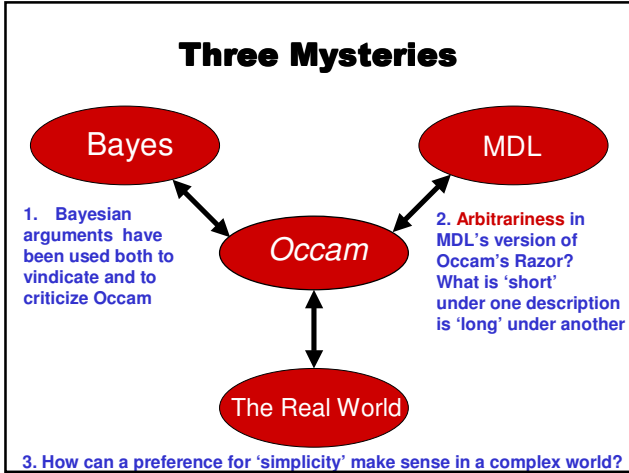 Three Mysteries
Bayes
MDL
1. Bayesian
arguments have
been used both to
vindicate and to
criticize Occam
Occam
2. Arbitrariness in
MDL's version of
Occam's Razor?
What is ‘short’
under one description
is ‘long’ under another
The Real World
3. How can a preference for ‘simplicity’ make sense in a complex world?